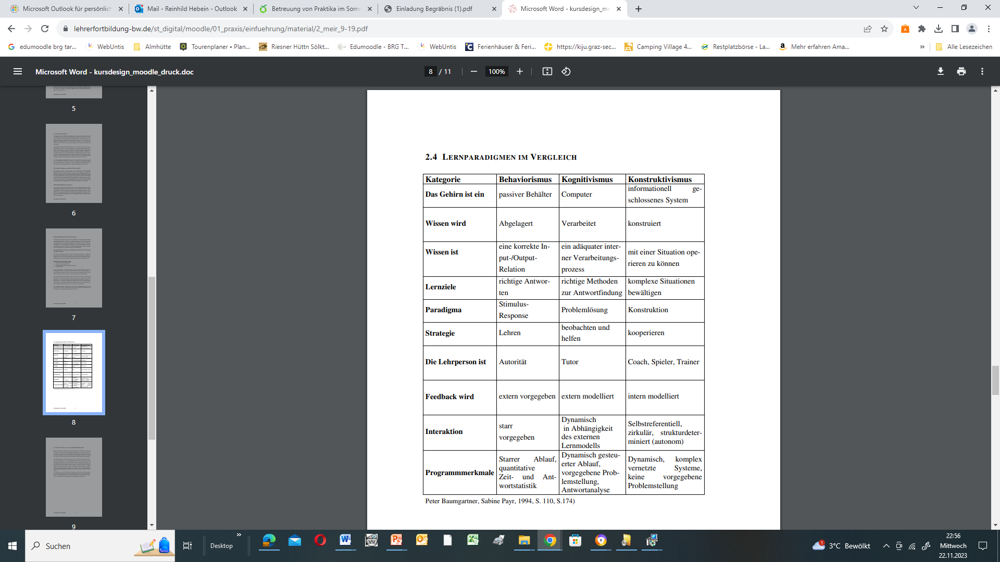 Microsoft Outlook für persönlich
Mail - Reinhild Hebein - Outlook
Betreuung von Praktika im Somm
Einladung Begräbnis (1).pdf
Microsoft Word - kursdesign_mo
lehrerfortbildung-bw.de/st_digital/moodle/01_praxis/einfuehrung/material/2_meir_9-19.pdf
edumoodle brg tar...
WebUntis
Almhütte
Tourenplaner • Plan...
Riesner Hüttn Sölkt...
Edumoodle - BRG T...
WebUntis
Ferienhäuser & Feri...
https://kiju.graz-sec...
Camping Village 4...
Restplatzbörse - La...
Mehr erfahren Ama...
»
Alle Lesezeichen
Microsoft Word - kursdesign_moodle_druck.doc
8 / 11
100%
5
6
7
8
9
2.4 LERNPARADIGMEN IM VERGLEICH
Kategorie Behaviorismus Kognitivismus Konstruktivismus
Das Gehirn ist ein
passiver Behälter
Computer
informationell ge-
schlossenes System
Wissen wird
Abgelagert
Verarbeitet
konstruiert
Wissen ist
eine korrekte In-
put-/Output-
Relation
ein adäquater inter-
ner Verarbeitungs-
prozess
mit einer Situation ope-
rieren zu können
Lernziele
richtige Antwor-
ten
richtige Methoden
zur Antwortfindung
komplexe Situationen
bewältigen
Paradigma
Stimulus-
Response
Problemlösung
Konstruktion
Strategie
Lehren
beobachten und
helfen
kooperieren
Die Lehrperson ist
Autorität
Tutor
Coach, Spieler, Trainer
Feedback wird
extern vorgegeben
extern modelliert
intern modelliert
Interaktion
starr
vorgegeben
Dynamisch
in Abhängigkeit
des externen
Lernmodells
Selbstreferentiell,
zirkulär, strukturdeter-
miniert (autonom)
Programmmerkmale
Starrer Ablauf,
quantitative
Zeit- und Ant-
wortstatistik
Dynamisch gesteu-
erter Ablauf,
vorgegebene Prob-
lemstellung,
Antwortanalyse
Dynamisch, komplex
vernetzte Systeme,
keine vorgegebene
Problemstellung
Peter Baumgartner, Sabine Payr, 1994, S. 110, S.174)
Suchen
Desktop
»
1
3°C Bewölkt
22:56
Mittwoch
22.11.2023